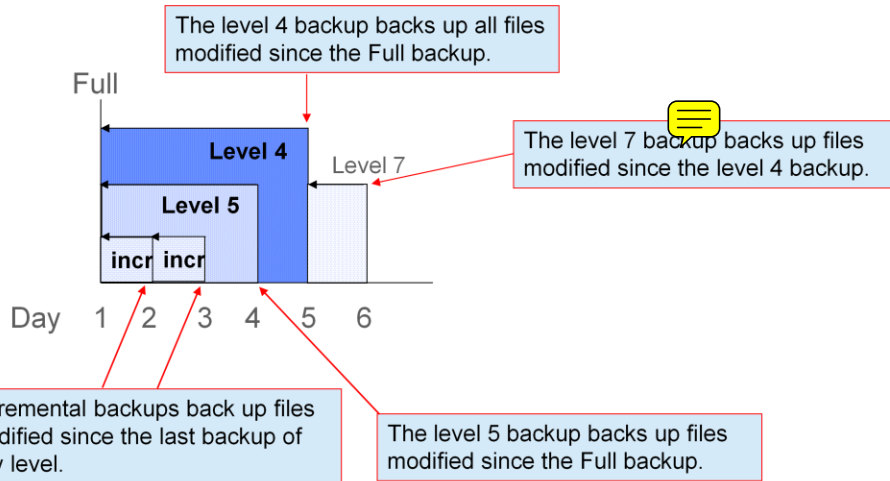 The level 4 backup backs up all files
modified since the Full backup.
Full
The level 7 backup backs up files
modified since the level 4 backup.
Level 4
Level 7
Level 5
incr incr
Day 1 2 3 4 5 6
remental backups back up files
dified since the last backup of
level.
The level 5 backup backs up files
modified since the Full backup.